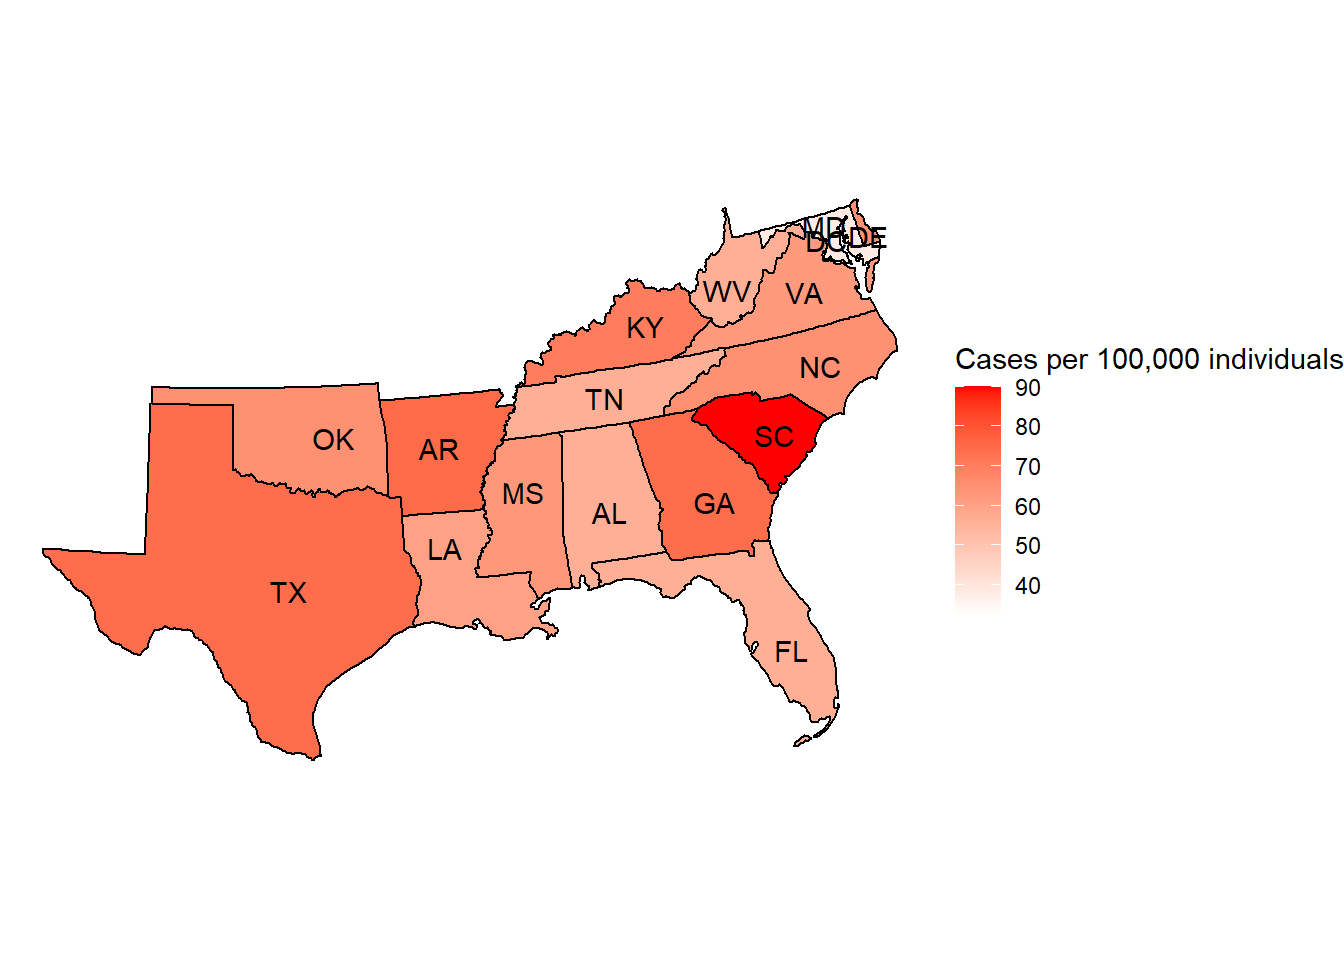 MD
DC DE
WV VA
KY
NC
TN
SC
OK AR
MS
AL GA
LA
TX
FL
Cases per 100,000 individuals
90
80
70
60
50
40